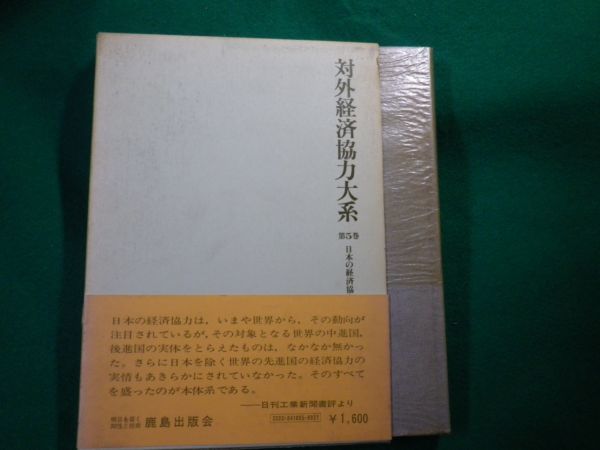 対外経済協力大系
第5巻
日本の経済協
日本の経済協力は,いまや世界から,その動向が
注目されているが,その対象となる世界の中進国,
後進国の実体をとらえたものは,なかなか無かっ
た。さらに日本を除く世界の先進国の経済協力の
実情もあきらかにされていなかった。そのすべて
を盛ったのが本体系である。
——日刊工業新聞書評より
鹿島出版会
￥1,600